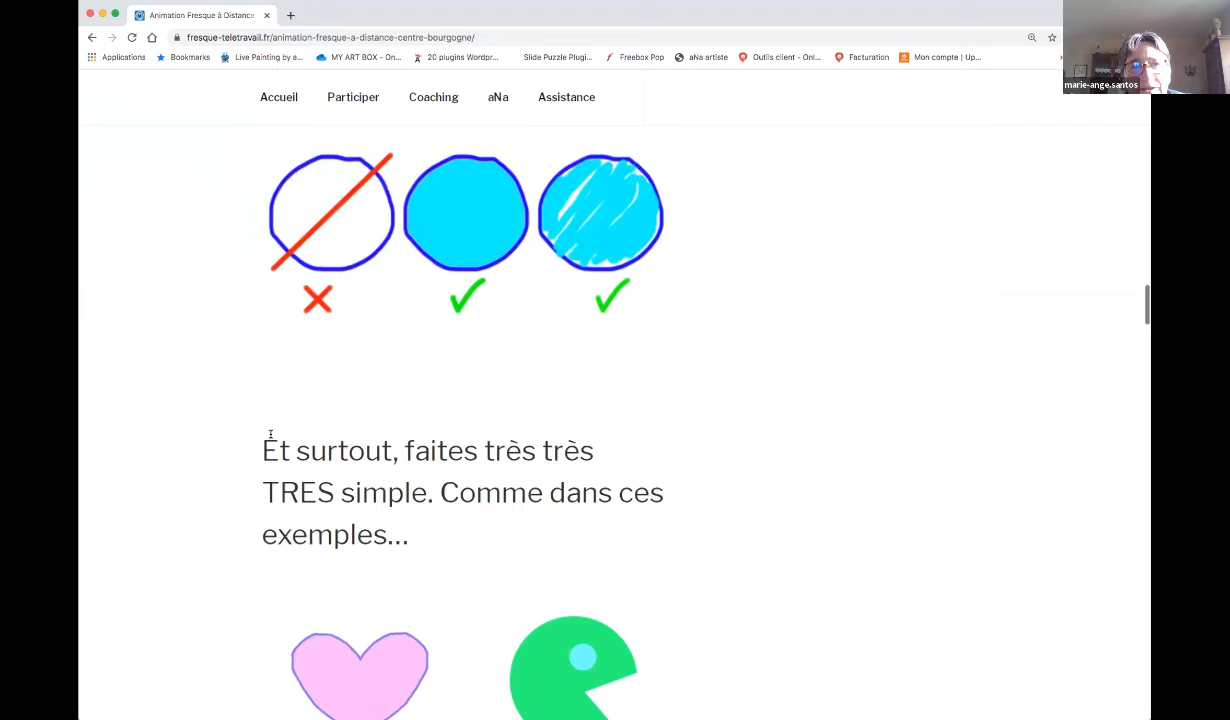 Animation Fresque à Distance
fresque-teletravail.fr/animation-fresque-a-distance-centre-bourgogne/
Applications Bookmarks Live Painting by a... MY ART BOX - On... 20 plugins Wordpr... Slide Puzzle Plugi... Freebox Pop aNa artiste Outils client - Onl... Facturation Mon compte | Up...
marie-ange.santos
Accueil Participer Coaching aNa Assistance
Et surtout, faites très très
TRES simple. Comme dans ces
exemples...